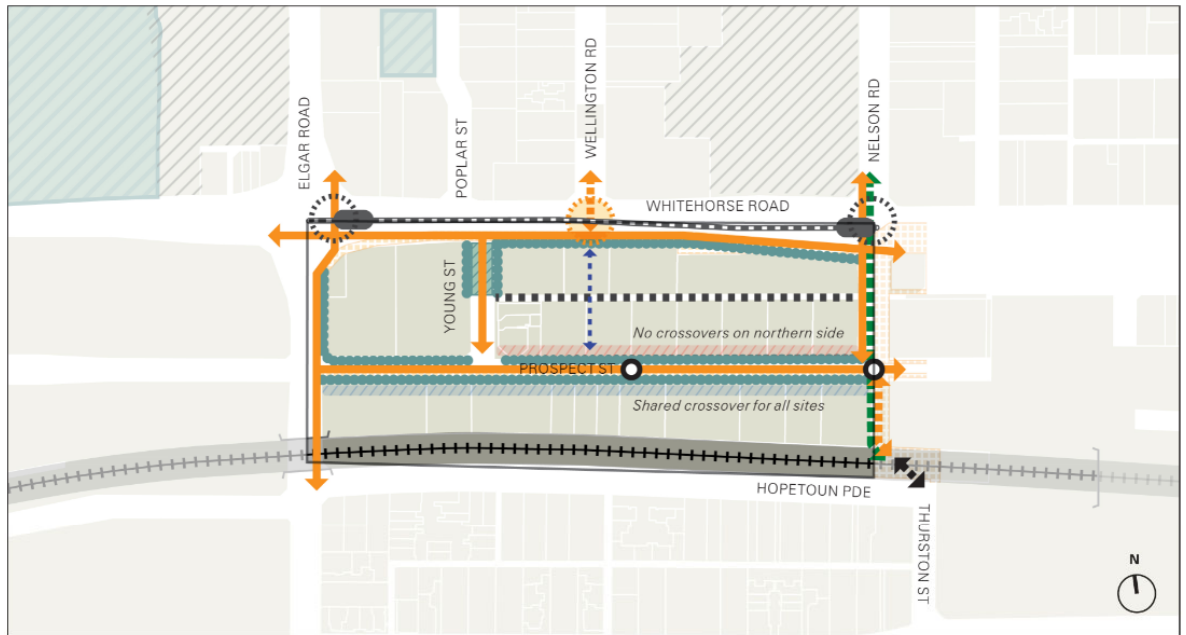 ELGAR ROAD
POPLAR ST
WELLINGTON RD
NELSON RD
WHITEHORSE ROAD
YOUNG ST
No crossovers on northern side
PROSPECT ST
Shared crossover for all sites
HOPETOUN PDE
THURSTON ST
N